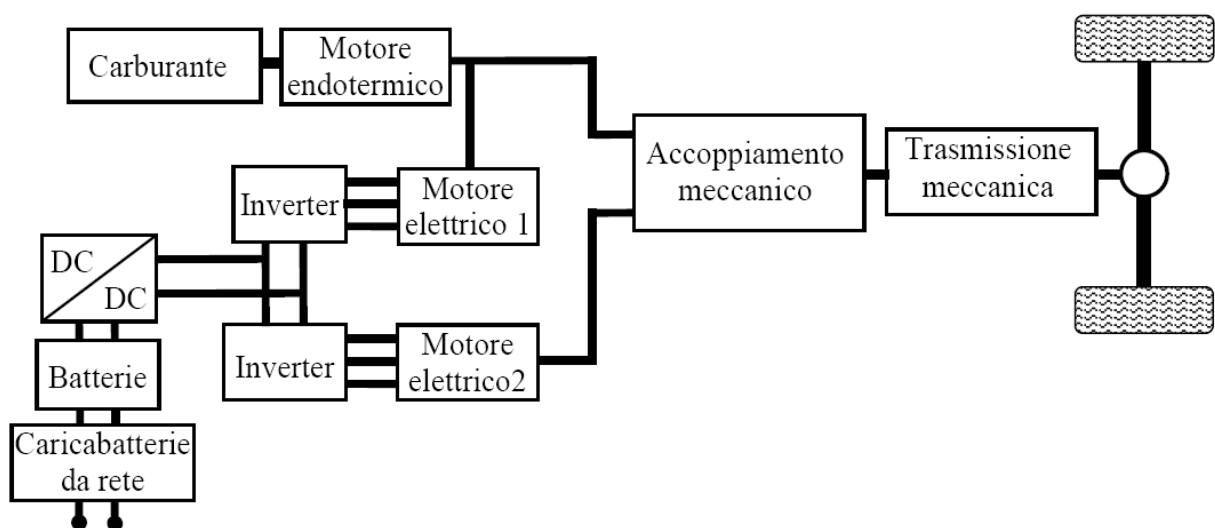 Carburante
Motore
endotermico
Accoppiamento
meccanico
Trasmissione
meccanica
Inverter
Motore
elettrico 1
DC
DC
Inverter
Motore
elettrico2
Batterie
Caricabatterie
da rete